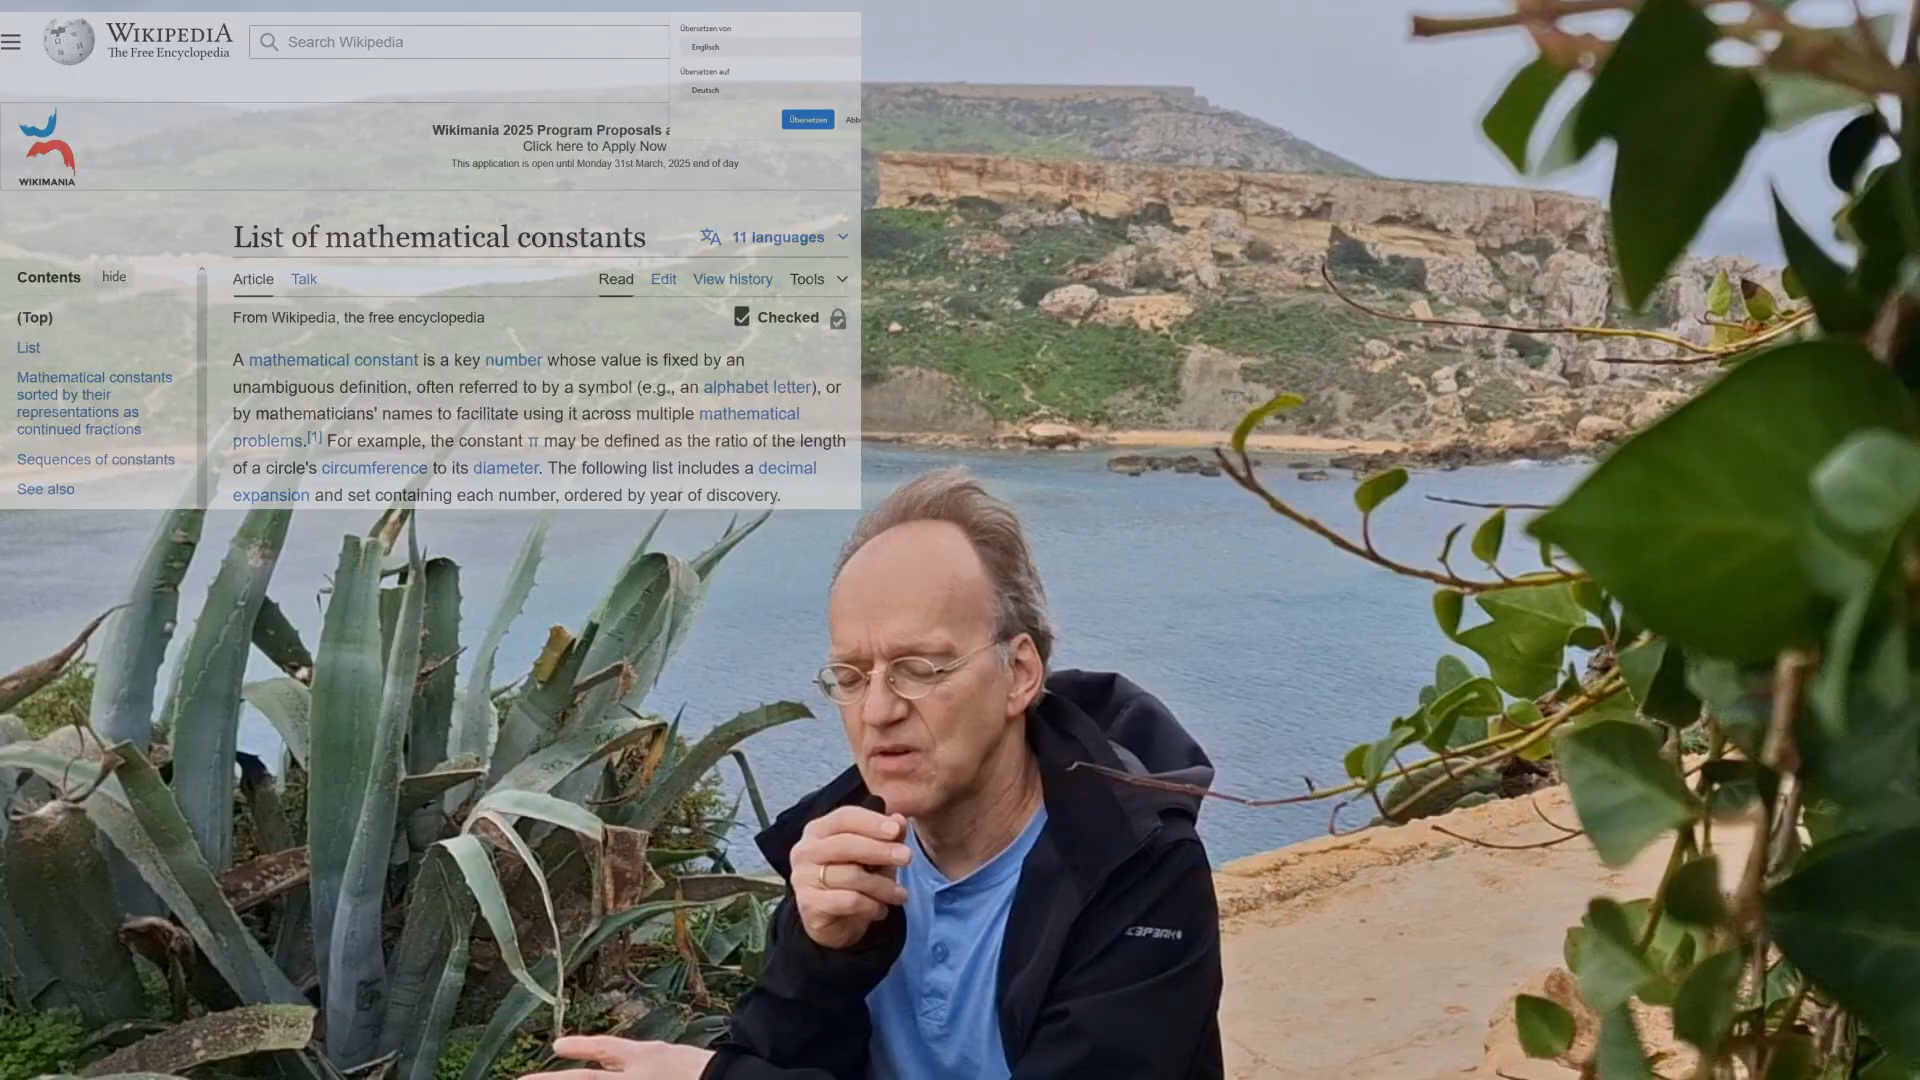 WIKIPEDIA
The Free Encyclopedia
Search Wikipedia
Übersetzen von
Englisch
Übersetzen auf
Deutsch
Übersetzen Abb
WIKIMANIA
Wikimania 2025 Program Proposals a
Click here to Apply Now
This application is open until Monday 31st March, 2025 end of day
List of mathematical constants
11 languages
Contents hide
(Top)
List
Mathematical constants
sorted by their
representations as
continued fractions
Sequences of constants
See also
Article Talk Read Edit View history Tools
From Wikipedia, the free encyclopedia Checked
A mathematical constant is a key number whose value is fixed by an
unambiguous definition, often referred to by a symbol (e.g., an alphabet letter), or
by mathematicians' names to facilitate using it across multiple mathematical
problems.[1] For example, the constant π may be defined as the ratio of the length
of a circle's circumference to its diameter. The following list includes a decimal
expansion and set containing each number, ordered by year of discovery.
ICEPEAK